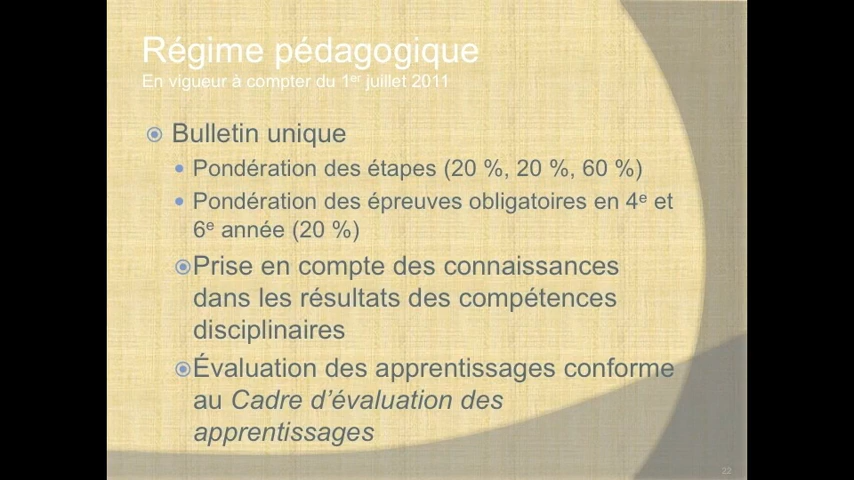 Régime pédagogique
En vigueur à compter du 1er juillet 2011
Bulletin unique
Pondération des étapes (20 %, 20 %, 60 %)
Pondération des épreuves obligatoires en 4e et
6e année (20 %)
Prise en compte des connaissances
dans les résultats des compétences
disciplinaires
Évaluation des apprentissages conforme
au Cadre d’évaluation des
apprentissages
22